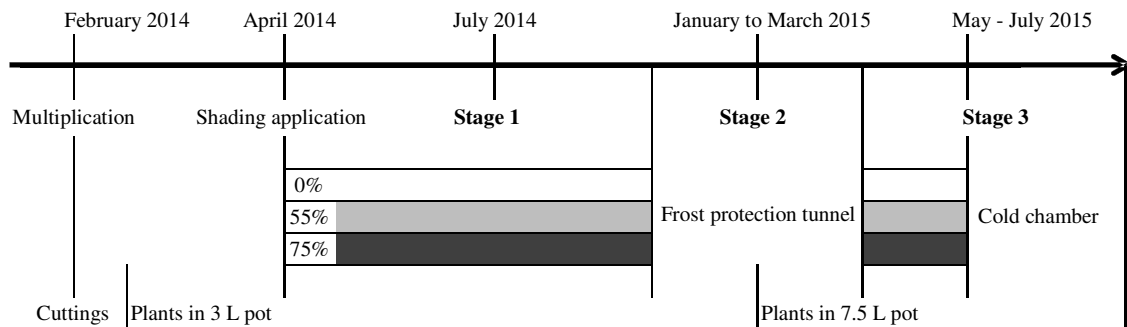 February 2014 April 2014 July 2014 January to March 2015 May - July 2015
Multiplication Shading application Stage 1 Stage 2 Stage 3
0%
55% Frost protection tunnel Cold chamber
75%
Cuttings Plants in 3 L pot Plants in 7.5 L pot